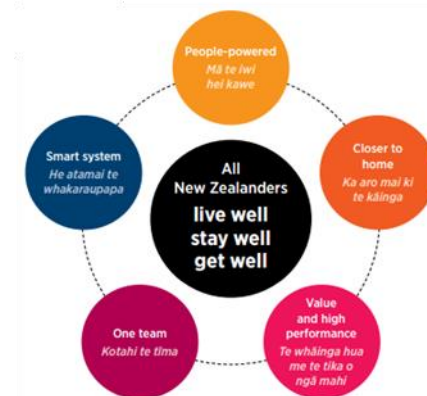 People-powered
Mā te iwi
hei kawe
Closer to
home
Ka aro mai ki
te kāinga
Value
and high
performance
Te whāinga hua
me te tika o
ngā mahi
One team
Kotahi te tīma
Smart system
He atamai te
whakaraupapa
All
New Zealanders
live well
stay well
get well